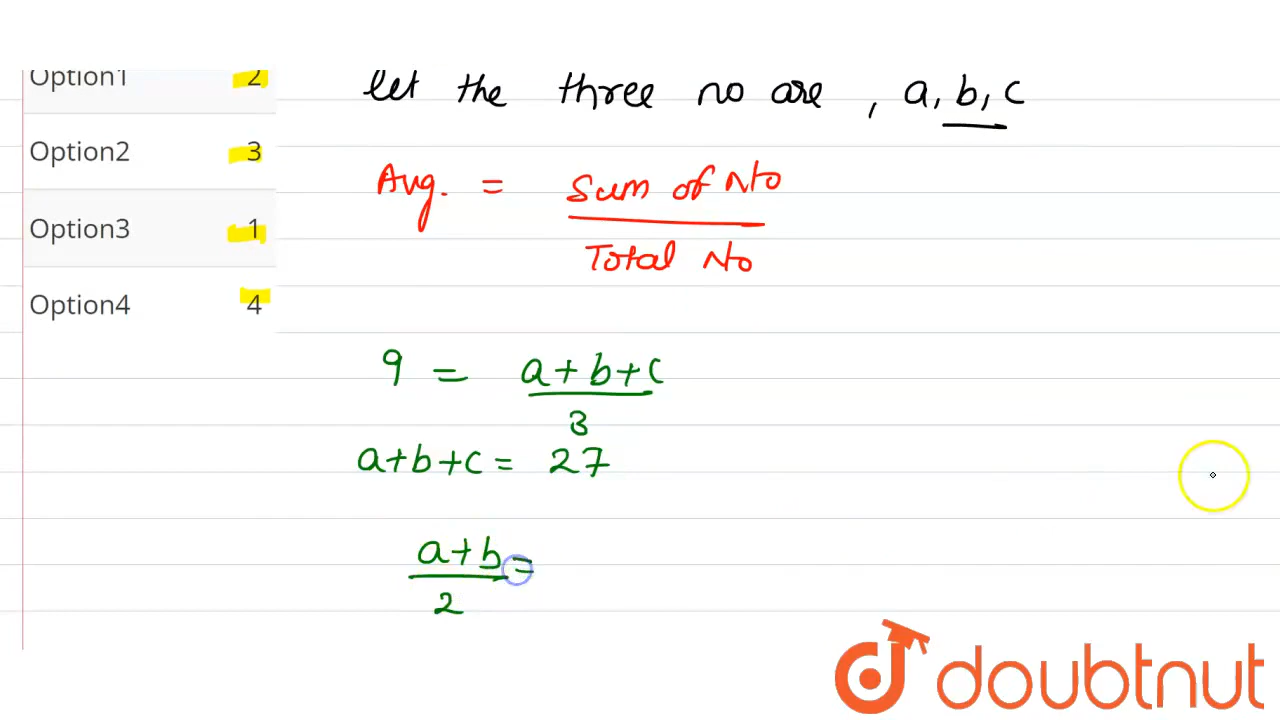 Option1 2
let the three no are , a, b, c
Option2 3
Avg. = Sum of No
Total No
Option3 1
Option4 4
9 = a+b+c
3
a+b+c = 27
a+b =
2
doubtnut